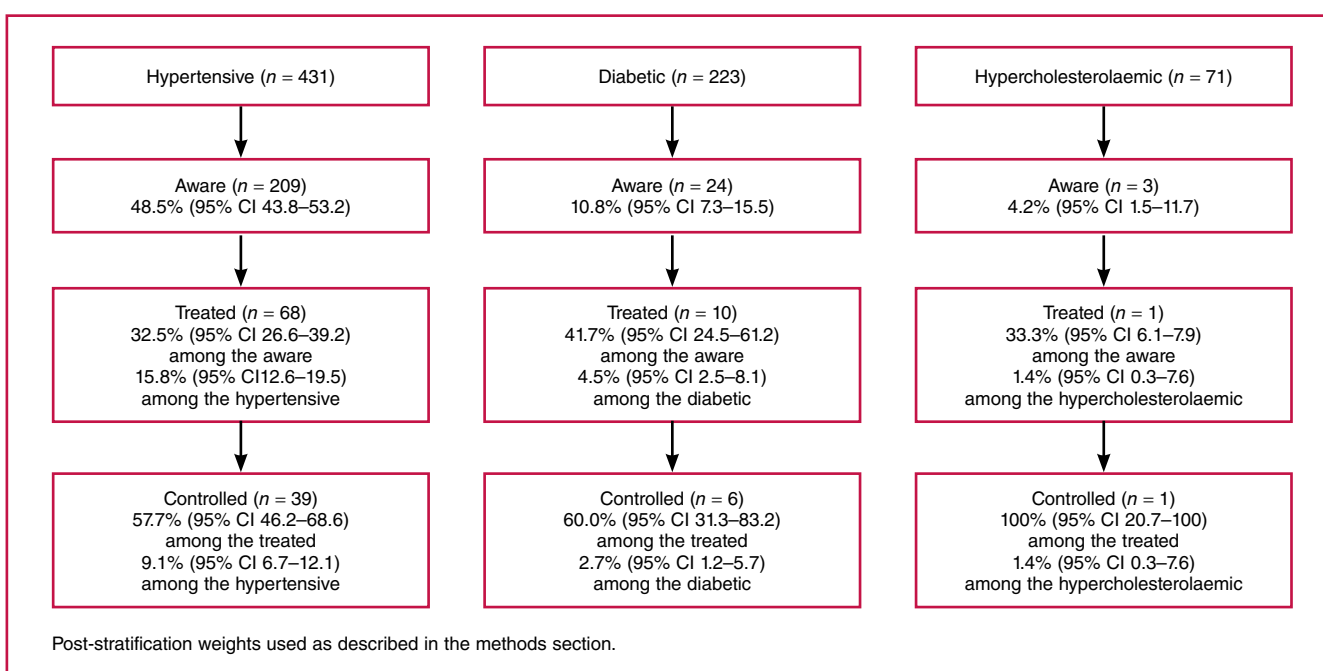 Hypertensive (n = 431)
Aware (n = 209)
48.5% (95% CI 43.8–53.2)
Treated (n = 68)
32.5% (95% CI 26.6–39.2)
among the aware
15.8% (95% CI12.6–19.5)
among the hypertensive
Controlled (n = 39)
57.7% (95% CI 46.2–68.6)
among the treated
9.1% (95% CI 6.7–12.1)
among the hypertensive
Diabetic (n = 223)
Aware (n = 24)
10.8% (95% CI 7.3–15.5)
Treated (n = 10)
41.7% (95% CI 24.5–61.2)
among the aware
4.5% (95% CI 2.5–8.1)
among the diabetic
Controlled (n = 6)
60.0% (95% CI 31.3–83.2)
among the treated
2.7% (95% CI 1.2–5.7)
among the diabetic
Hypercholesterolaemic (n = 71)
Aware (n = 3)
4.2% (95% CI 1.5–11.7)
Treated (n = 1)
33.3% (95% CI 6.1–7.9)
among the aware
1.4% (95% CI 0.3–7.6)
among the hypercholesterolaemic
Controlled (n = 1)
100% (95% CI 20.7–100)
among the treated
1.4% (95% CI 0.3–7.6)
among the hypercholesterolaemic
Post-stratification weights used as described in the methods section.